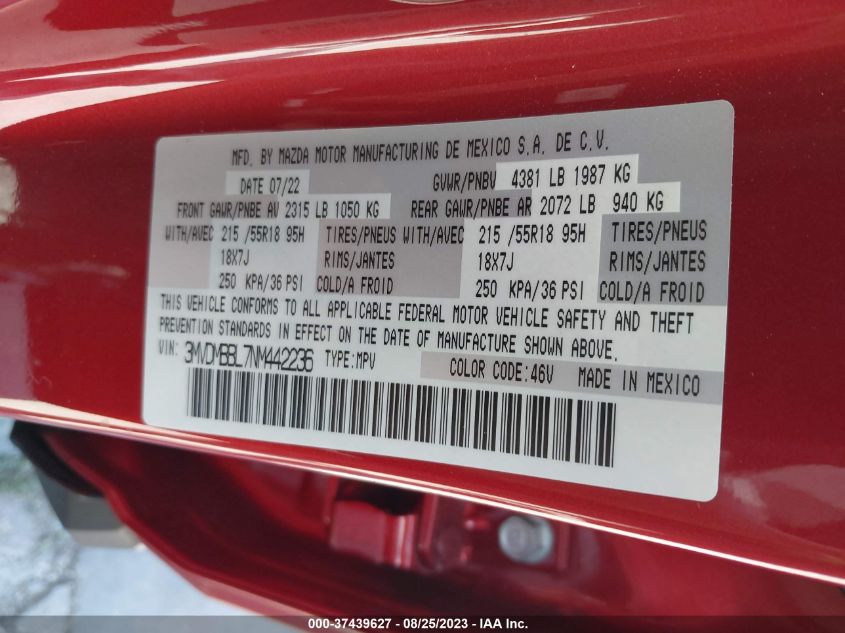 MFD. BY MAZDA MOTOR MANUFACTURING DE MEXICO S.A. DE C.V.
DATE 07/22 GVWR/PNBV 4381 LB 1987 KG
FRONT GAWR/PNBE AV 2315 LB 1050 KG REAR GAWR/PNBE AR 2072 LB 940 KG
WITH/AVEC 215 /55R18 95H TIRES/PNEUS WITH/AVEC 215 /55R18 95H TIRES/PNEUS
18X7J RIMS/JANTES 18X7J RIMS/JANTES
250 KPA/36 PSI COLD/A FROID 250 KPA/36 PSI COLD/A FROID
THIS VEHICLE CONFORMS TO ALL APPLICABLE FEDERAL MOTOR VEHICLE SAFETY AND THEFT
PREVENTION STANDARDS IN EFFECT ON THE DATE OF MANUFACTURE SHOWN ABOVE.
VIN: 3MVDMBBL7NM442236 TYPE:MPV COLOR CODE:46V MADE IN MEXICO
000-37439627 - 08/25/2023 - IAA Inc.